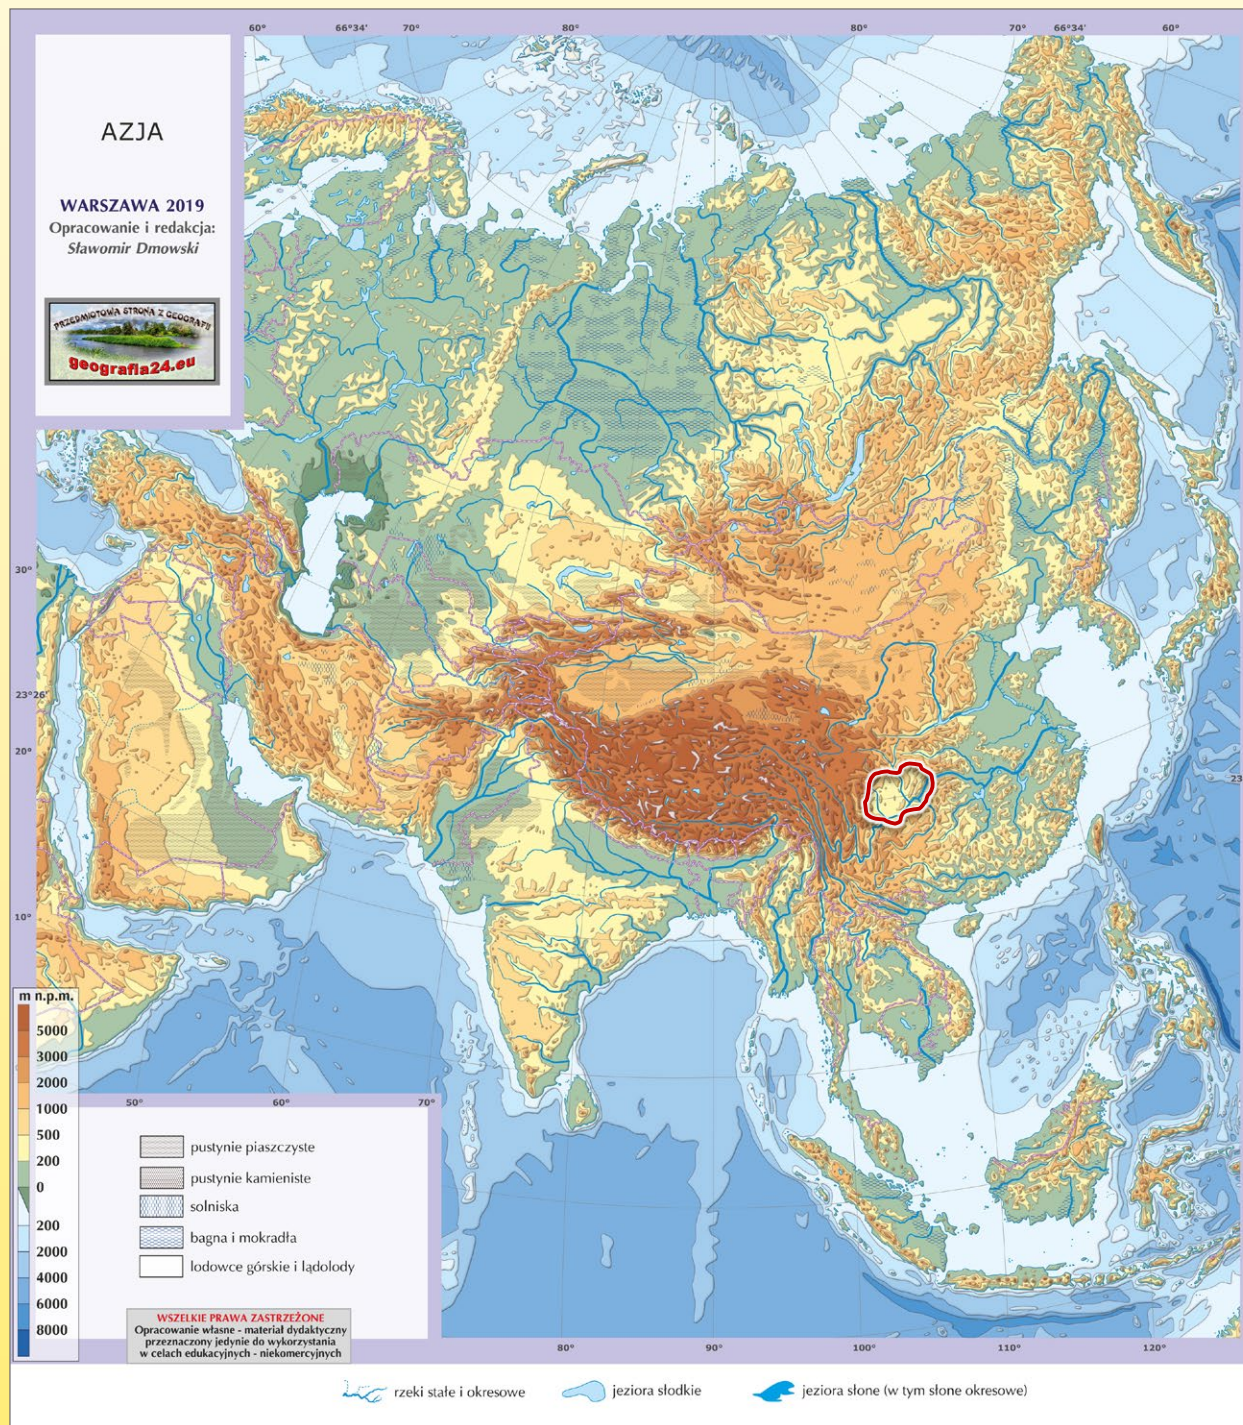 60° 66°34' 70° 80° 80° 70° 66°34' 60°
AZJA
WARSZAWA 2019
Opracowanie i redakcja:
Sławomir Dmowski
PRZEDMIOTOWA STRONA Z GEOGRAFII
geografia24.eu
30°
23°26'
20°
23
10°
m n.p.m.
5000
3000
2000
1000
500
200
0
200
2000
4000
6000
8000
50° 60° 70°
pustynie piaszczyste
pustynie kamieniste
solniska
bagna i mokradła
lodowce górskie i lądolody
WSZELKIE PRAWA ZASTRZEŻONE
Opracowanie własne - materiał dydaktyczny
przeznaczony jedynie do wykorzystania
w celach edukacyjnych - niekomercyjnych
80° 90° 100° 110° 120°
rzeki stałe i okresowe
jeziora słodkie
jeziora słone (w tym słone okresowe)